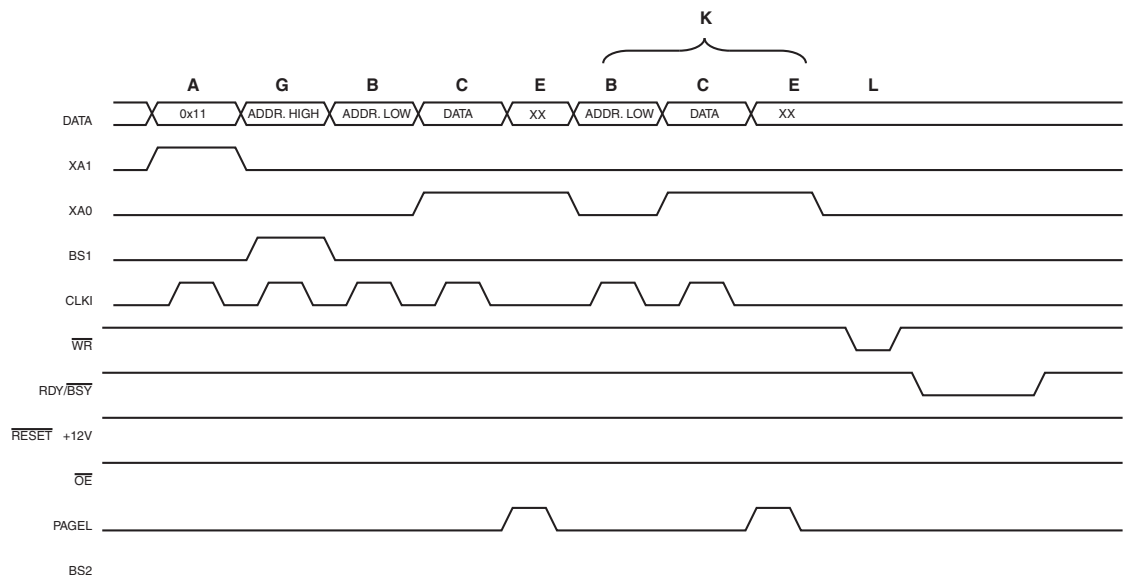 K
A G B C E B C E L
DATA 0x11 ADDR. HIGH ADDR. LOW DATA XX ADDR. LOW DATA XX
XA1
XA0
BS1
CLKI
WR
RDY/BSY
RESET +12V
OE
PAGEL
BS2